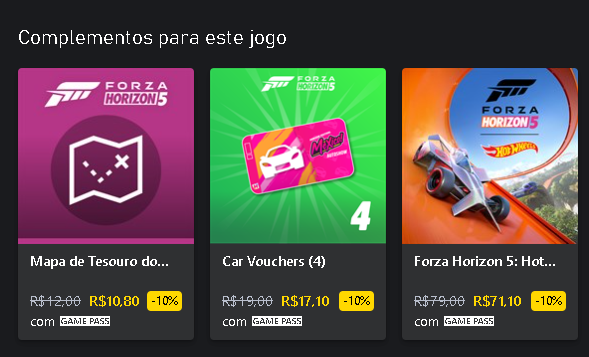 Complementos para este jogo
FORZA
HORIZON 5
Mapa de Tesouro do...
R$12,00 R$10,80 -10%
com GAME PASS
FORZA
HORIZON 5
4
Car Vouchers (4)
R$19,00 R$17,10 -10%
com GAME PASS
FORZA
HORIZON 5
Hot Wheels
Forza Horizon 5: Hot...
R$79,00 R$71,10 -10%
com GAME PASS